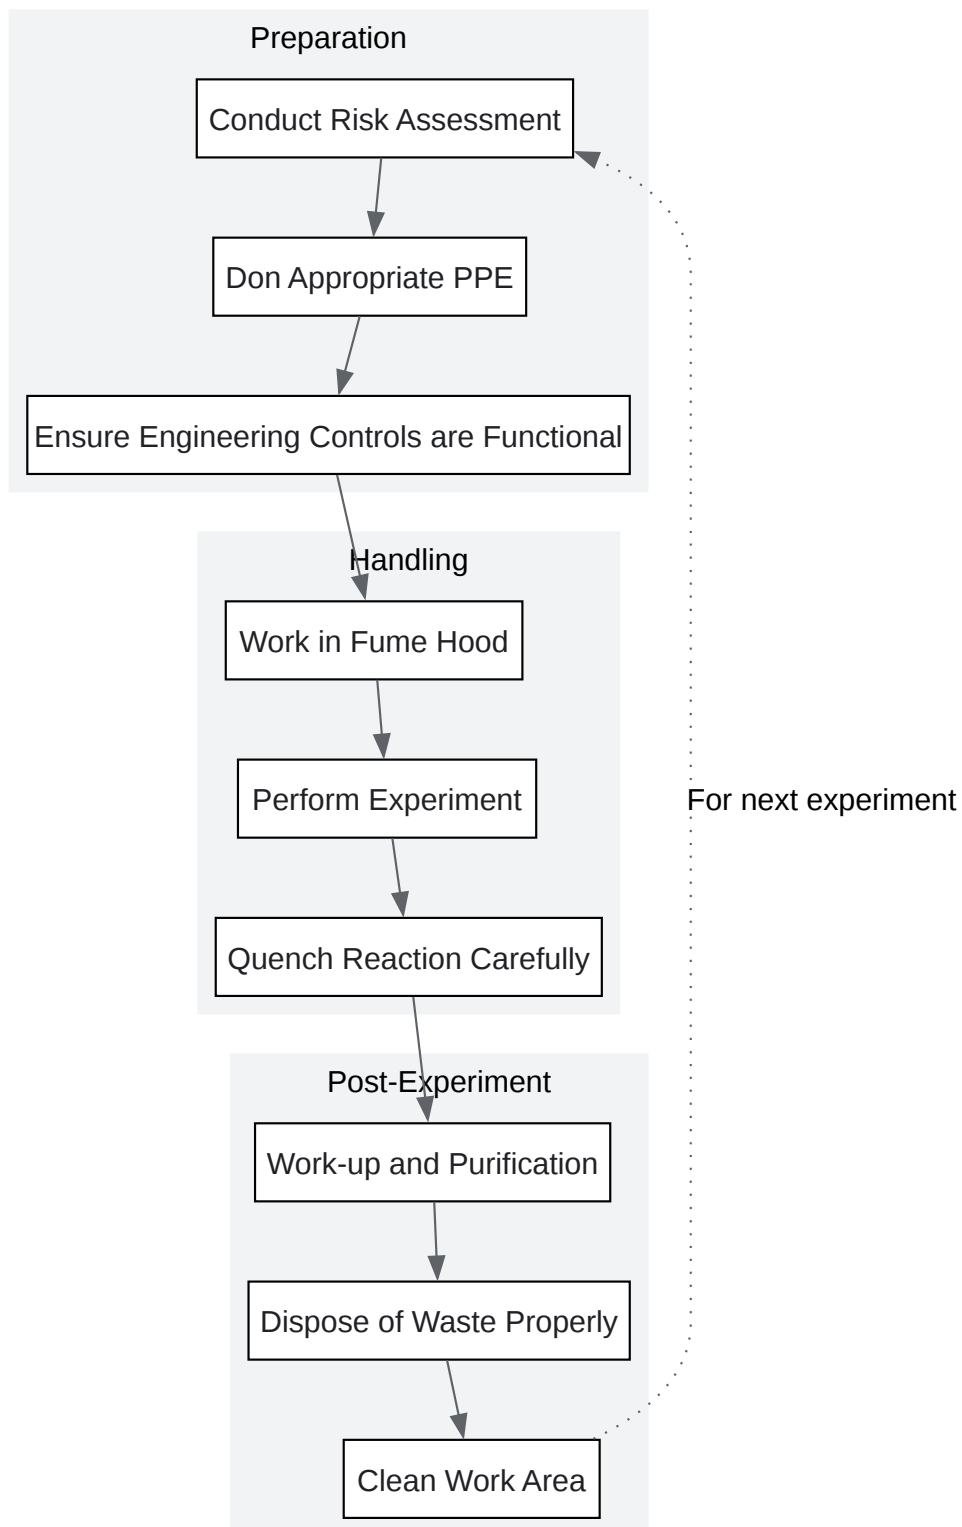 Preparation
Conduct Risk Assessment
Don Appropriate PPE
Ensure Engineering Controls are Functional
Handling
Work in Fume Hood
Perform Experiment
For next experiment
Quench Reaction Carefully
Post-Experiment
Work-up and Purification
Dispose of Waste Properly
Clean Work Area